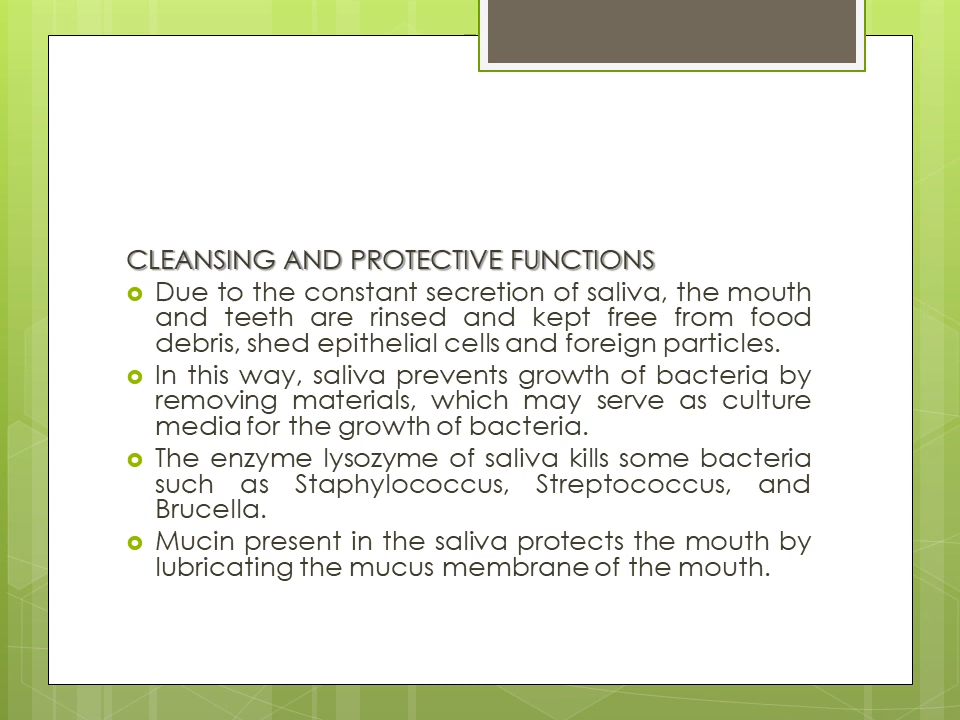 CLEANSING AND PROTECTIVE FUNCTIONS
Due to the constant secretion of saliva, the mouth
and teeth are rinsed and kept free from food
debris, shed epithelial cells and foreign particles.
In this way, saliva prevents growth of bacteria by
removing materials, which may serve as culture
media for the growth of bacteria.
The enzyme lysozyme of saliva kills some bacteria
such as Staphylococcus, Streptococcus, and
Brucella.
Mucin present in the saliva protects the mouth by
lubricating the mucus membrane of the mouth.